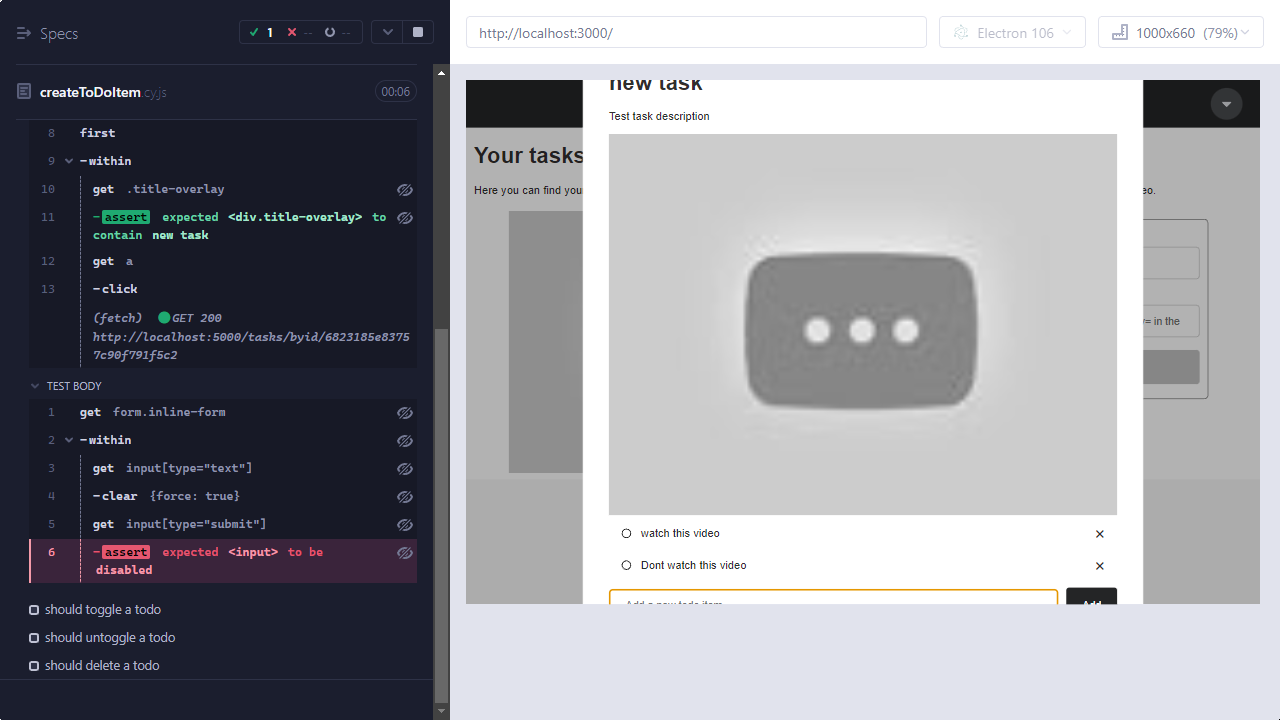 Specs
1 -- --
createToDoItem.cy.js 00:06
8 first
9 -within
10 get .title-overlay
11 -assert expected <div.title-overlay> to
contain new task
12 get a
13 -click
(fetch) GET 200
http://localhost:5000/tasks/byid/6823185e8375
7c90f791f5c2
TEST BODY
1 get form.inline-form
2 -within
3 get input[type="text"]
4 -clear {force: true}
5 get input[type="submit"]
6 -assert expected <input> to be
disabled
should toggle a todo
should untoggle a todo
should delete a todo
http://localhost:3000/
Electron 106
1000x660 (79%)
new task
Test task description
Your tasks
Here you can find you
eo.
/= in the
watch this video
Dont watch this video
Add a new todo item
Add